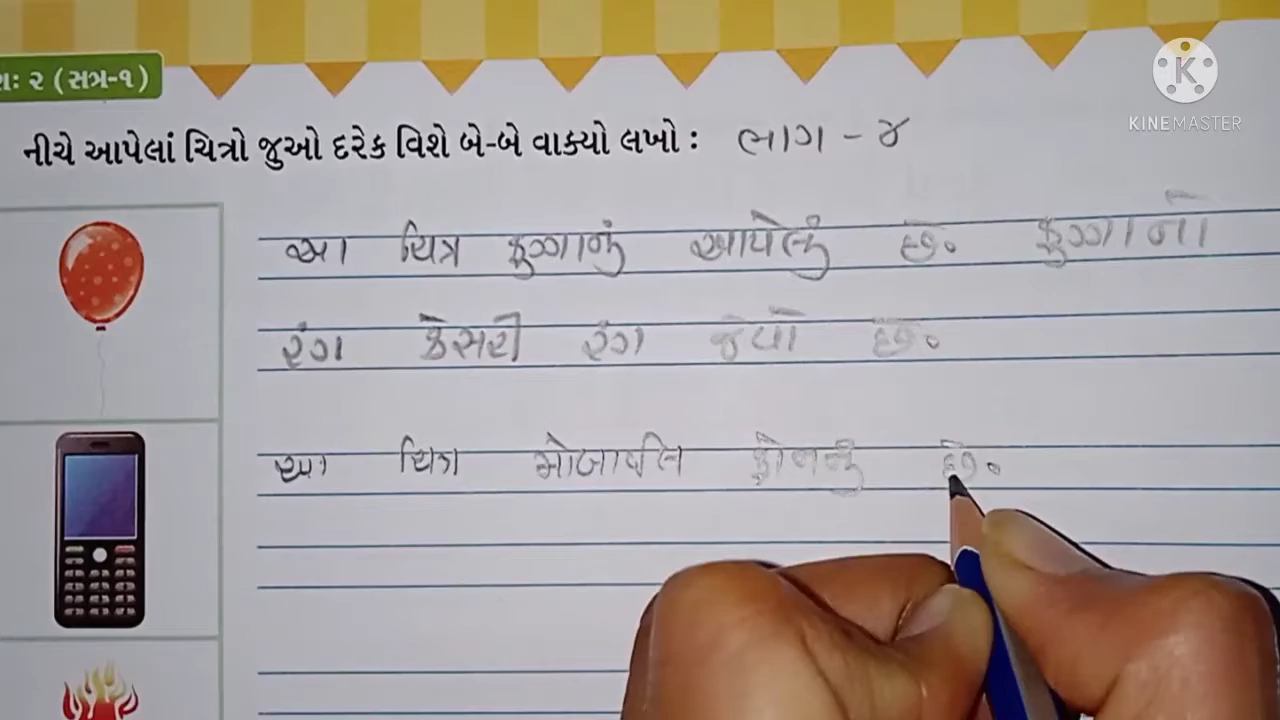 શઃ ૨ (સત્ર-૧)
K
KINEMASTER
નીચે આપેલાં ચિત્રો જુઓ દરેક વિશે બે-બે વાક્યો લખો : ભાગ - ૪
આ ચિત્ર ફુગ્ગાનું આપેલું છે. ફુગ્ગાનો
રંગ કેસરી રંગ જેવો છે.
આ ચિત્ર મોબાઈલ ફોનનું છે.